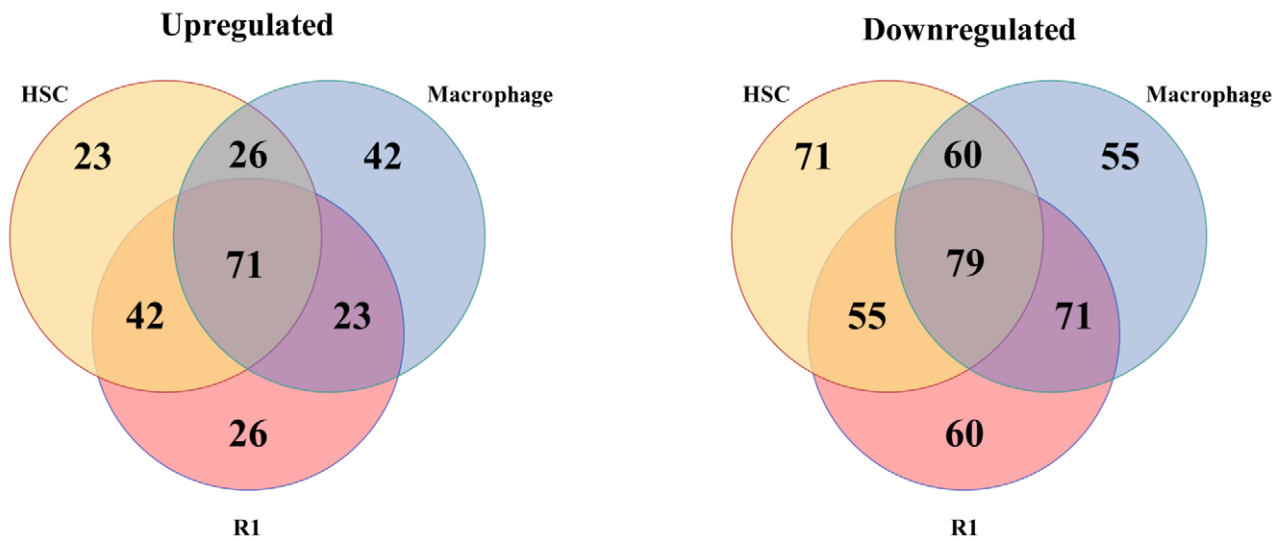 Upregulated
HSC
Macrophage
23
26
42
71
42
23
26
R1
Downregulated
HSC
Macrophage
71
60
55
79
55
71
60
R1